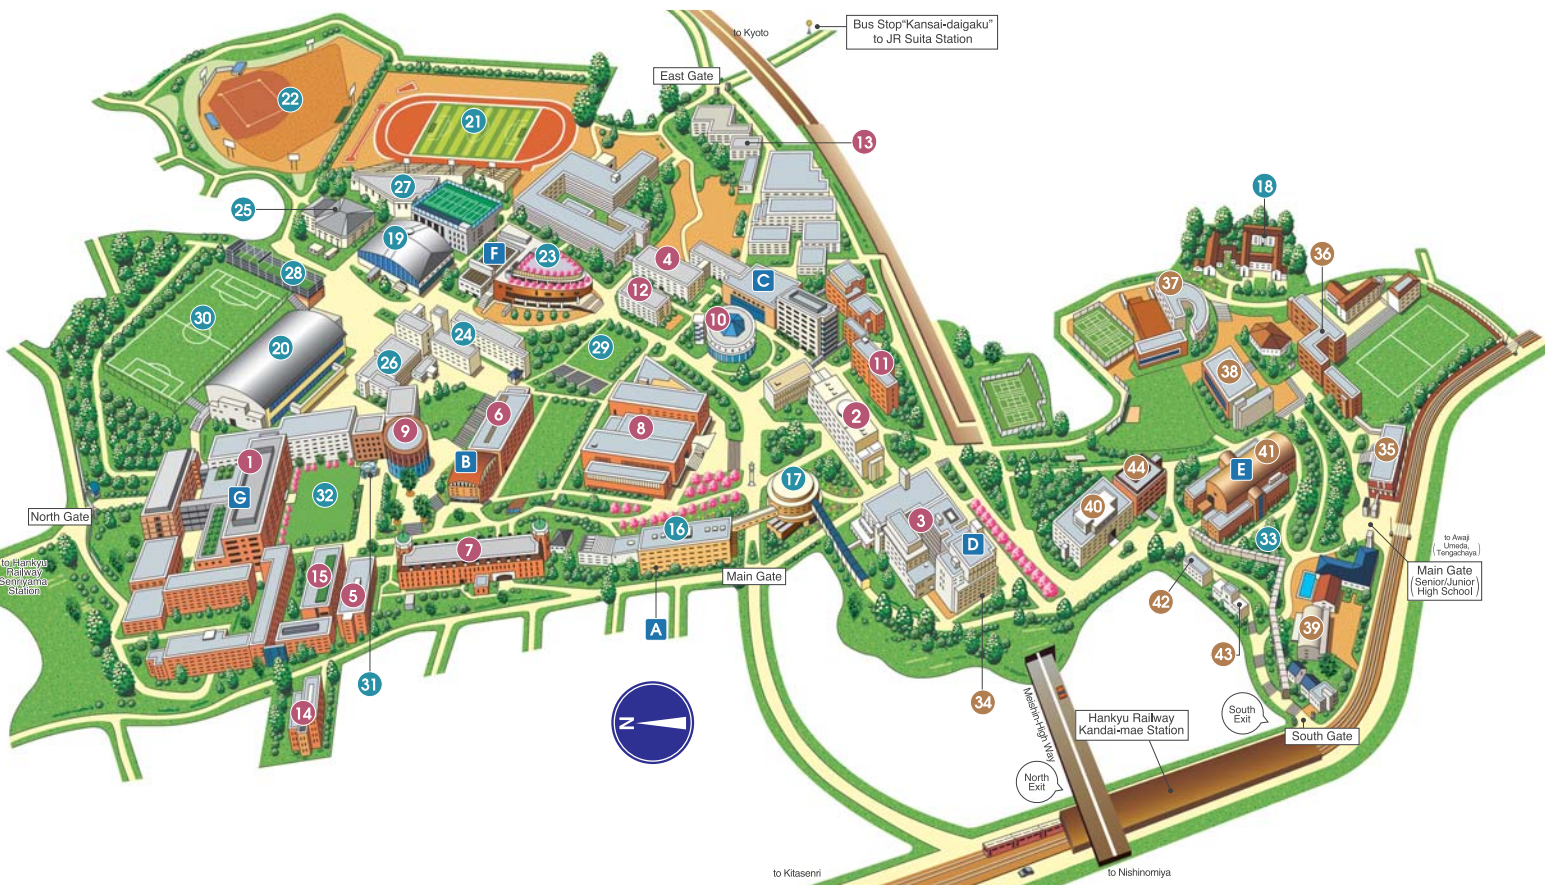 Bus Stop“Kansai-daigaku”
to JR Suita Station
to Kyoto
East Gate
22
21
13
27
18
25
19
F
23
4
36
28
12
C
37
30
10
20
24
29
26
11
38
6
2
9
8
35
1
B
44
41
G
17
E
32
40
North Gate
16
3
33
7
D
to Hankyu
Railway
Senriyama
Station
15
Main Gate
to Awaji
Umeda,
Tengachaya
Main Gate
(Senior/Junior
High School)
5
42
A
39
43
31
34
14
N
Meishin-High Way
Hankyu Railway
Kandai-mae Station
South
Exit
South Gate
North
Exit
to Kitasenri
to Nishinomiya